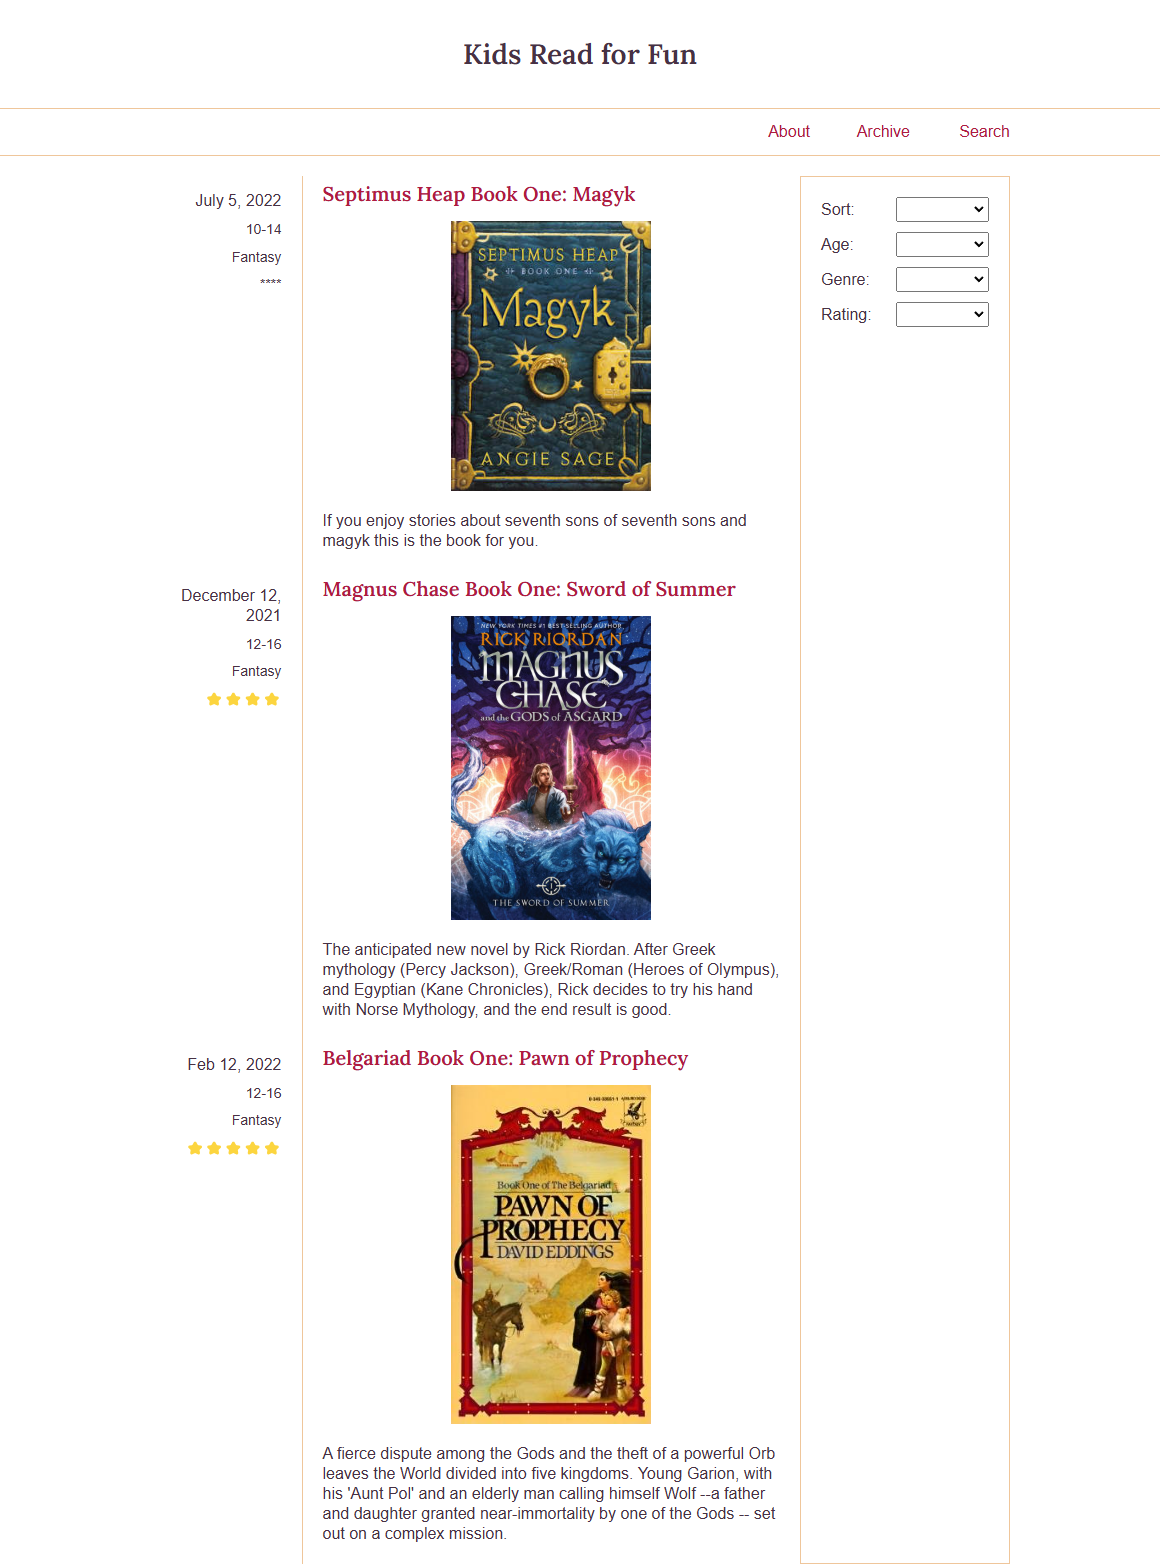 Kids Read for Fun
About
Archive
Search
July 5, 2022
10-14
Fantasy
****
Septimus Heap Book One: Magyk
SEPTIMUS HEAP
BOOK ONE
Magyk
ANGIE SAGE
If you enjoy stories about seventh sons of seventh sons and
magyk this is the book for you.
Sort:
Age:
Genre:
Rating:
December 12,
2021
12-16
Fantasy
Magnus Chase Book One: Sword of Summer
NEW YORK TIMES #1 BEST-SELLING AUTHOR
RICK RIORDAN
MAGNUS
CHASE
and the GODS of ASGARD
THE SWORD OF SUMMER
The anticipated new novel by Rick Riordan. After Greek
mythology (Percy Jackson), Greek/Roman (Heroes of Olympus),
and Egyptian (Kane Chronicles), Rick decides to try his hand
with Norse Mythology, and the end result is good.
Feb 12, 2022
12-16
Fantasy
Belgariad Book One: Pawn of Prophecy
Book One of The Belgariad
PAWN OF
PROPHECY
DAVID EDDINGS
A fierce dispute among the Gods and the theft of a powerful Orb
leaves the World divided into five kingdoms. Young Garion, with
his 'Aunt Pol' and an elderly man calling himself Wolf --a father
and daughter granted near-immortality by one of the Gods -- set
out on a complex mission.